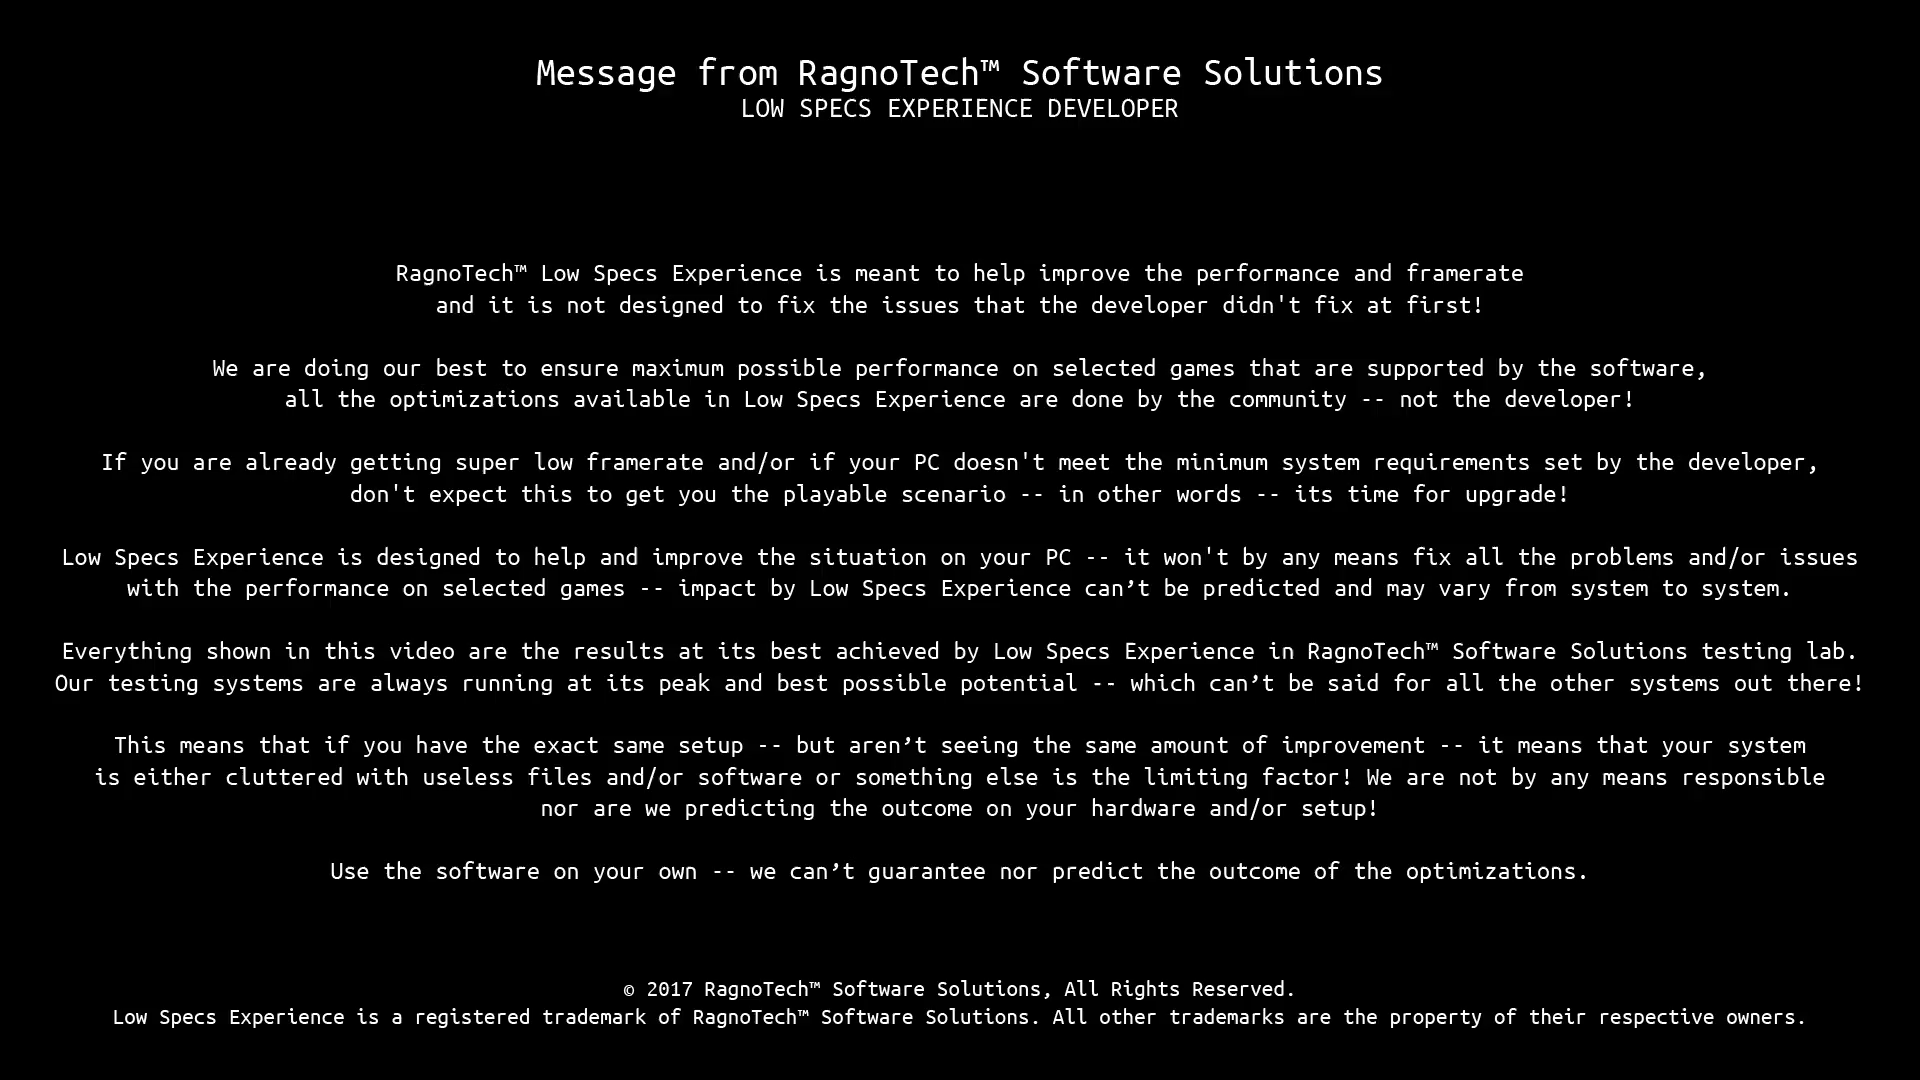 Message from RagnoTech™ Software Solutions
LOW SPECS EXPERIENCE DEVELOPER
RagnoTech™ Low Specs Experience is meant to help improve the performance and framerate
and it is not designed to fix the issues that the developer didn't fix at first!
We are doing our best to ensure maximum possible performance on selected games that are supported by the software,
all the optimizations available in Low Specs Experience are done by the community -- not the developer!
If you are already getting super low framerate and/or if your PC doesn't meet the minimum system requirements set by the developer,
don't expect this to get you the playable scenario -- in other words -- its time for upgrade!
Low Specs Experience is designed to help and improve the situation on your PC -- it won't by any means fix all the problems and/or issues
with the performance on selected games -- impact by Low Specs Experience can’t be predicted and may vary from system to system.
Everything shown in this video are the results at its best achieved by Low Specs Experience in RagnoTech™ Software Solutions testing lab.
Our testing systems are always running at its peak and best possible potential -- which can’t be said for all the other systems out there!
This means that if you have the exact same setup -- but aren’t seeing the same amount of improvement -- it means that your system
is either cluttered with useless files and/or software or something else is the limiting factor! We are not by any means responsible
nor are we predicting the outcome on your hardware and/or setup!
Use the software on your own -- we can’t guarantee nor predict the outcome of the optimizations.
© 2017 RagnoTech™ Software Solutions, All Rights Reserved.
Low Specs Experience is a registered trademark of RagnoTech™ Software Solutions. All other trademarks are the property of their respective owners.